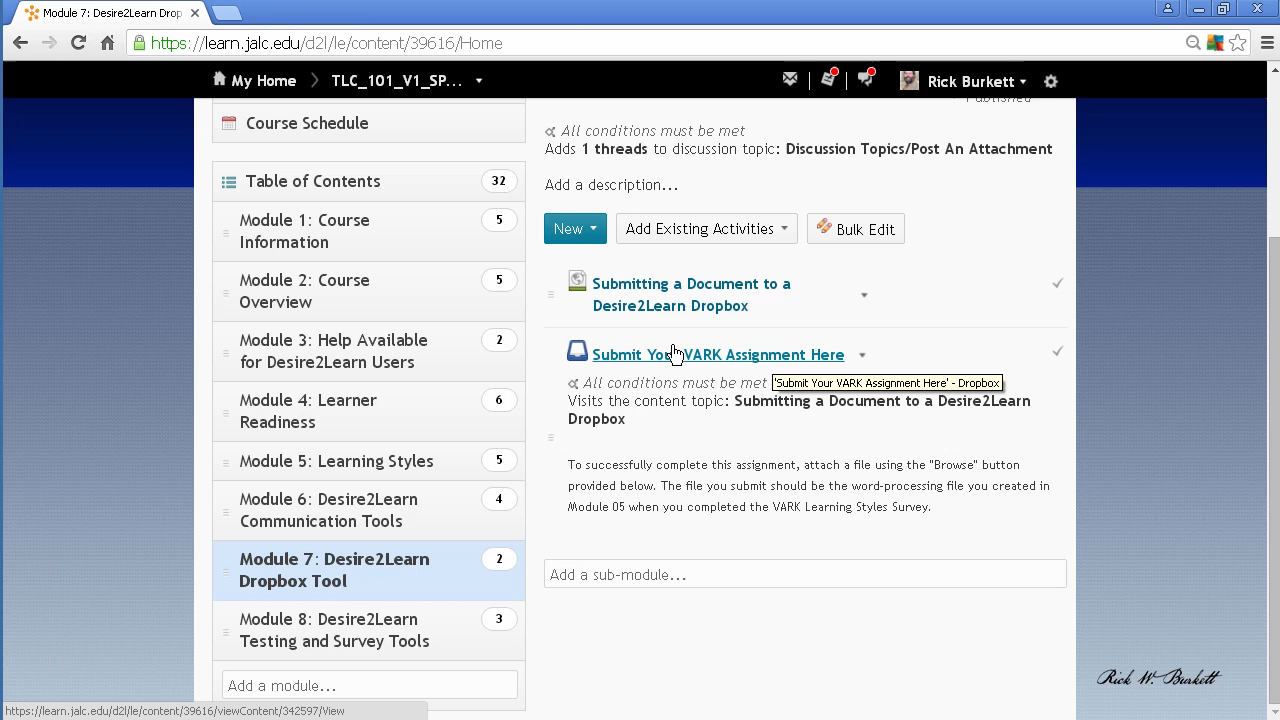 Module 7: Desire2Learn Drop
https://learn.jalc.edu/d2l/le/content/39616/Home
My Home
TLC_101_V1_SP...
Rick Burkett
Published
Course Schedule
All conditions must be met
Adds 1 threads to discussion topic: Discussion Topics/Post An Attachment
Table of Contents 32
Add a description...
Module 1: Course
Information
5
New
Add Existing Activities
Bulk Edit
Module 2: Course
Overview
5
Submitting a Document to a
Desire2Learn Dropbox
Module 3: Help Available
for Desire2Learn Users
2
Submit Your VARK Assignment Here
All conditions must be met
'Submit Your VARK Assignment Here' - Dropbox
Visits the content topic: Submitting a Document to a Desire2Learn
Dropbox
Module 4: Learner
Readiness
6
Module 5: Learning Styles 5
To successfully complete this assignment, attach a file using the "Browse" button
provided below. The file you submit should be the word-processing file you created in
Module 05 when you completed the VARK Learning Styles Survey.
Module 6: Desire2Learn
Communication Tools
4
Module 7: Desire2Learn
Dropbox Tool
2
Add a sub-module...
Module 8: Desire2Learn
Testing and Survey Tools
3
Add a module...
Rick W. Burkett
https://learn.jalc.edu/d2l/le/content/39616/viewContent/342597/View